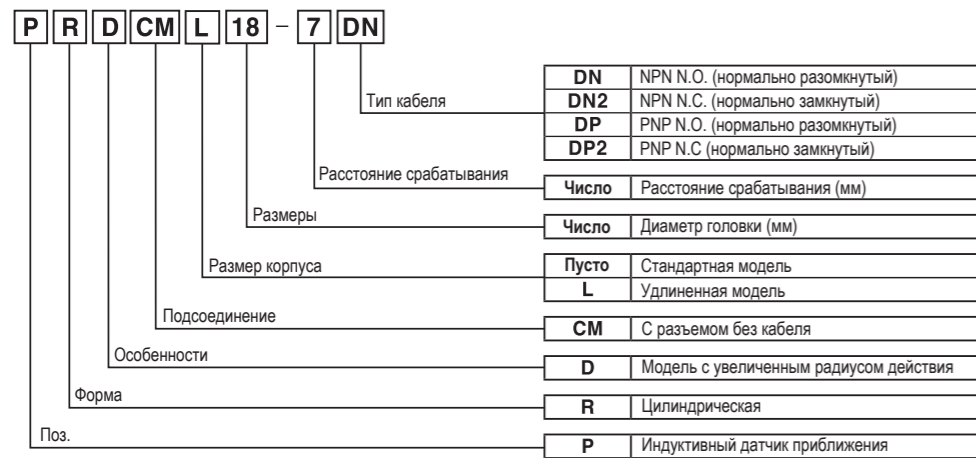 P R D CM L 18 - 7 DN
Тип кабеля
DN NPN N.O. (нормально разомкнутый)
DN2 NPN N.C. (нормально замкнутый)
DP PNP N.O. (нормально разомкнутый)
DP2 PNP N.C (нормально замкнутый)
Расстояние срабатывания
Число Расстояние срабатывания (мм)
Размеры
Число Диаметр головки (мм)
Размер корпуса
Пусто Стандартная модель
L Удлиненная модель
Подсоединение
CM С разъемом без кабеля
Особенности
D Модель с увеличенным радиусом действия
Форма
R Цилиндрическая
Поз.
P Индуктивный датчик приближения